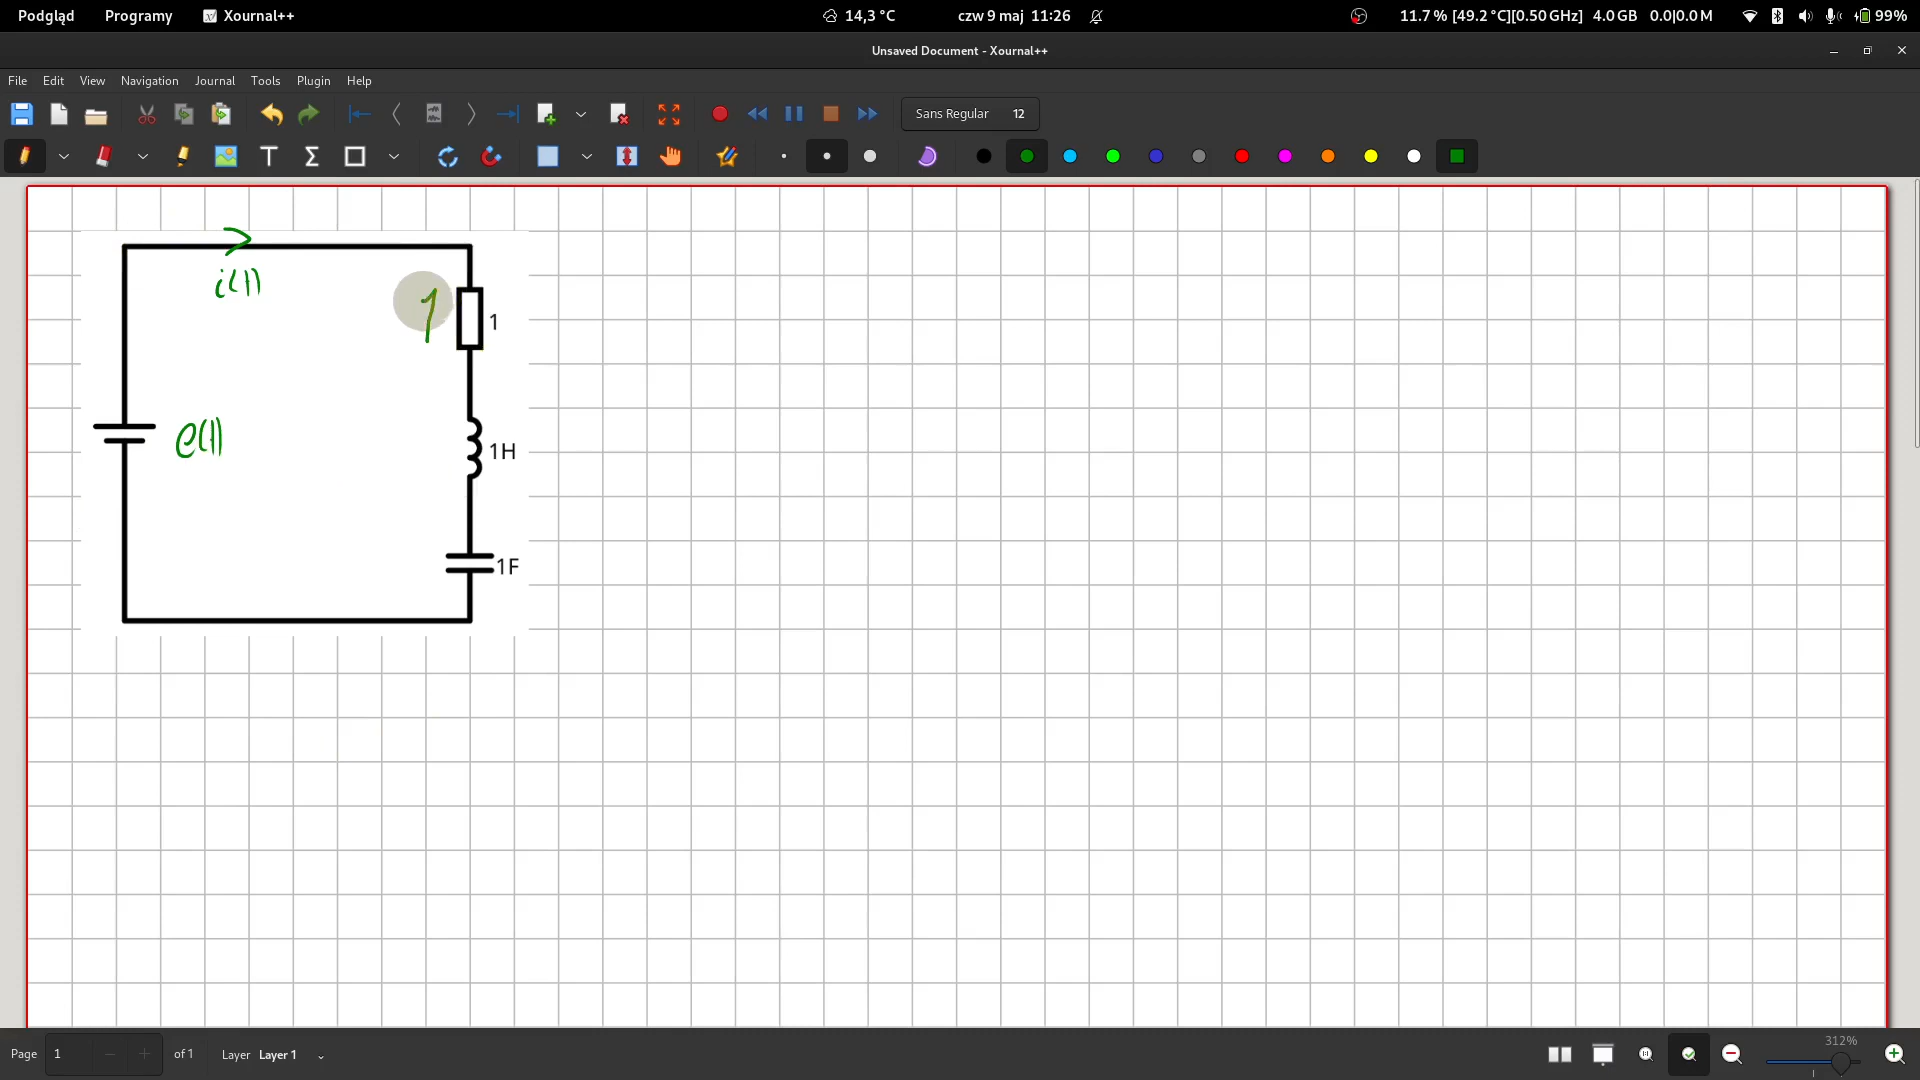 Podgląd Programy Xournal++ 14,3 °C czw 9 maj 11:26 11.7 % [49.2 °C][0.50 GHz] 4.0 GB 0.0|0.0 M 99%
Unsaved Document - Xournal++
File Edit View Navigation Journal Tools Plugin Help
Sans Regular 12
T Σ
i(t)
1
1H
e(t)
1F
312%
Page 1 of 1 Layer Layer 1